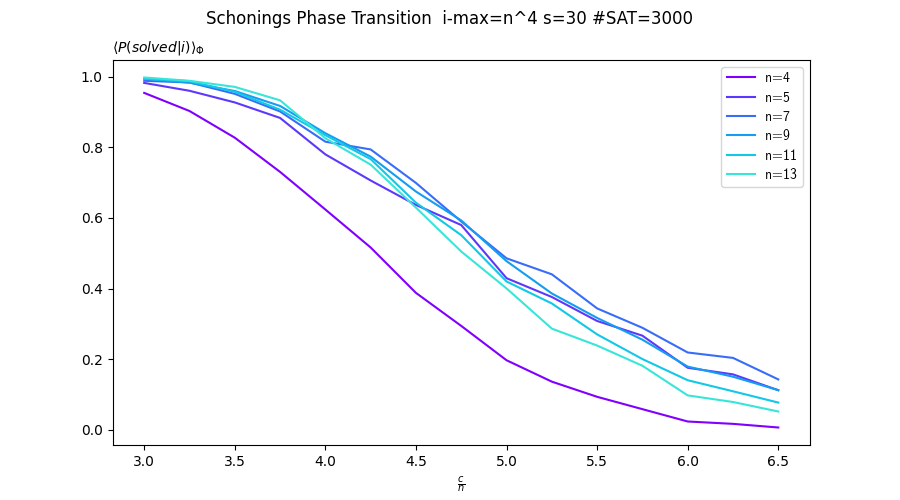 Schonings Phase Transition  i-max=n^4 s=30 #SAT=3000
⟨P(solved|i)⟩Φ
1.0
0.8
0.6
0.4
0.2
0.0
n=4
n=5
n=7
n=9
n=11
n=13
3.0 3.5 4.0 4.5 5.0 5.5 6.0 6.5
c/n